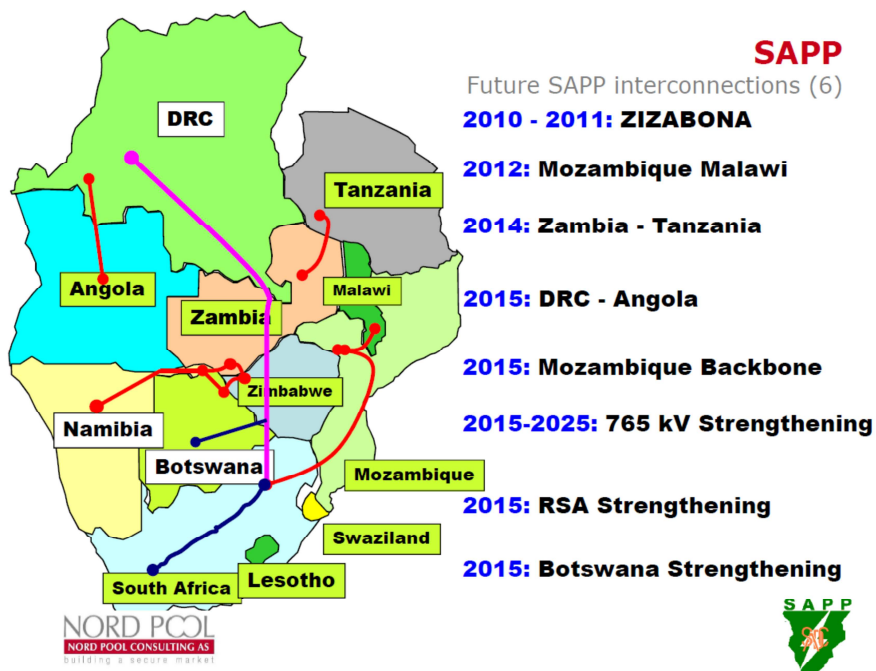 SAPP
Future SAPP interconnections (6)
2010 - 2011: ZIZABONA
2012: Mozambique Malawi
2014: Zambia - Tanzania
2015: DRC - Angola
2015: Mozambique Backbone
2015-2025: 765 kV Strengthening
2015: RSA Strengthening
2015: Botswana Strengthening
DRC
Tanzania
Angola
Malawi
Zambia
Zimbabwe
Namibia
Botswana
Mozambique
Swaziland
South Africa
Lesotho
NORD POOL
NORD POOL CONSULTING AS
building a secure market
S A P P